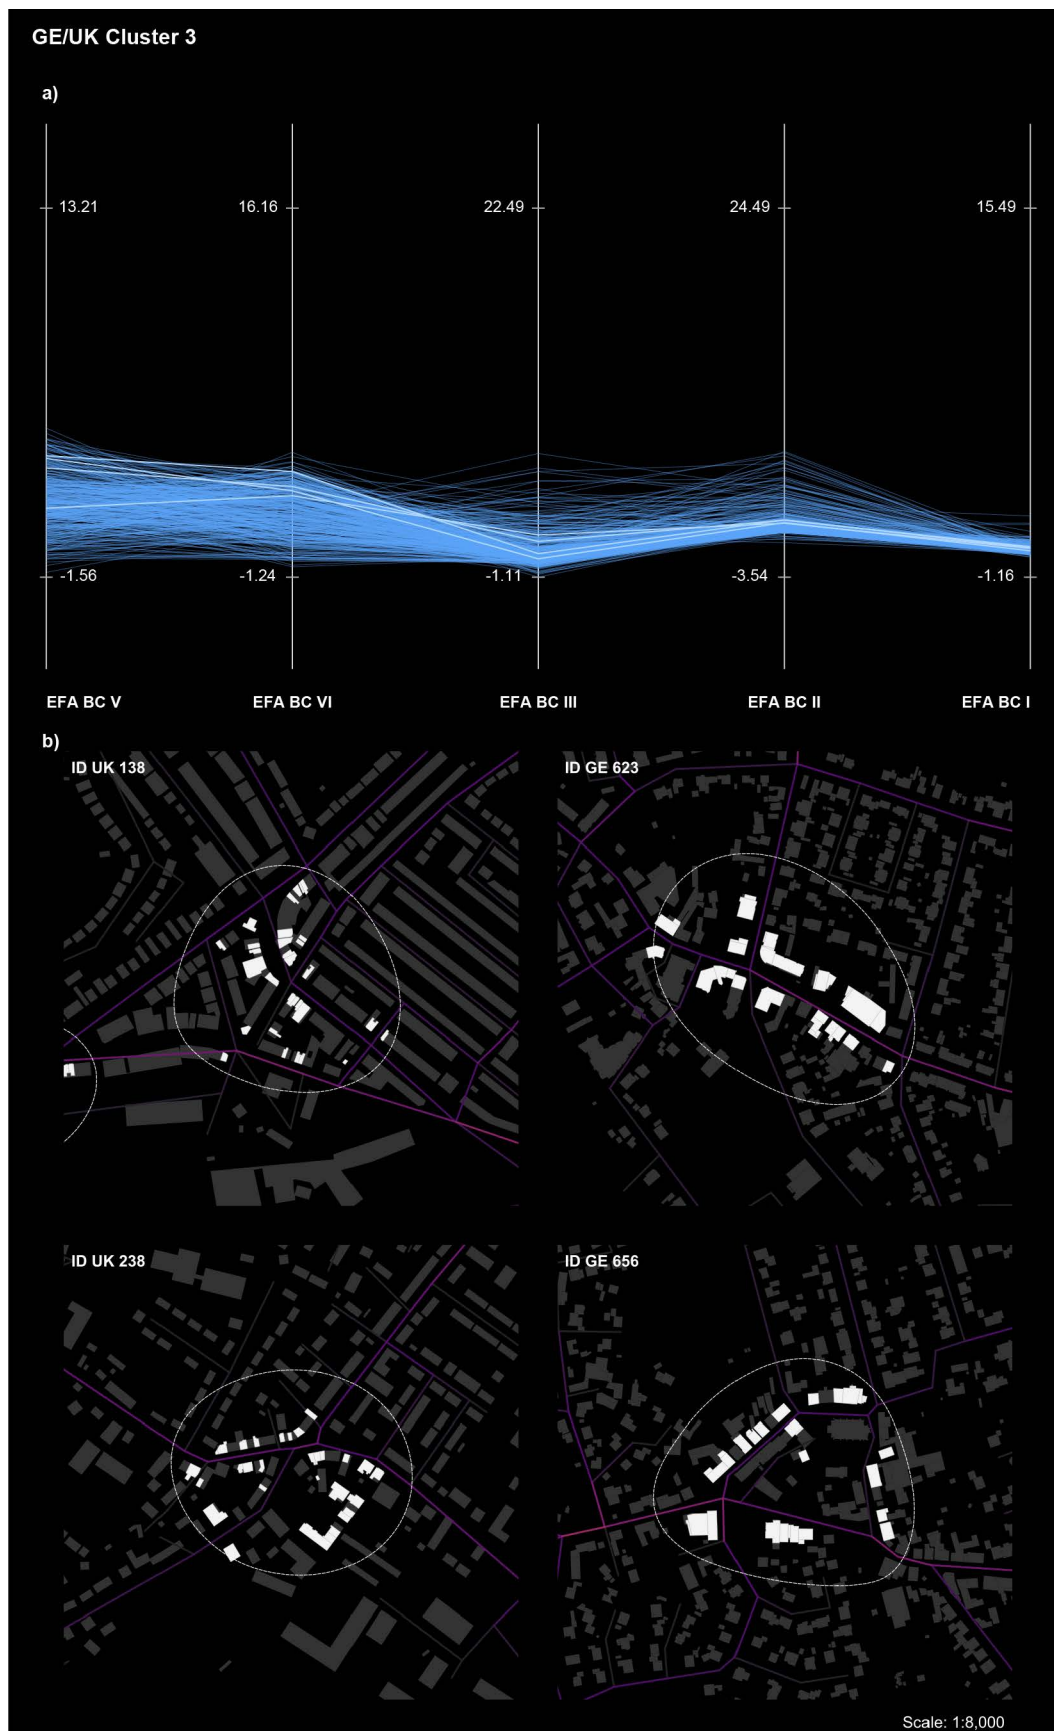 GE/UK Cluster 3
a)
13.21 16.16 22.49 24.49 15.49
-1.56 -1.24 -1.11 -3.54 -1.16
EFA BC V EFA BC VI EFA BC III EFA BC II EFA BC I
b)
ID UK 138 ID GE 623
ID UK 238 ID GE 656
Scale: 1:8,000